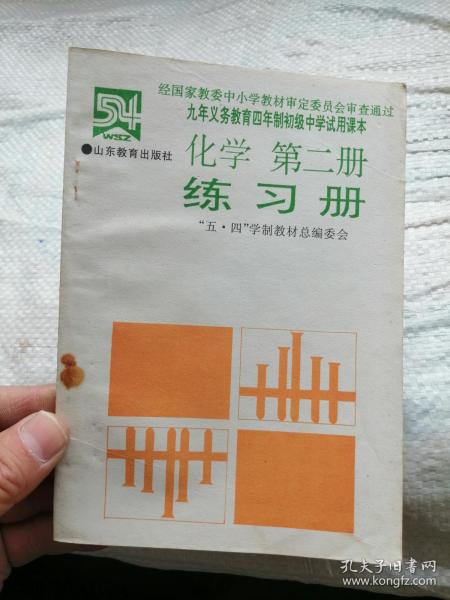 经国家教委中小学教材审定委员会审查通过
九年义务教育四年制初级中学试用课本
54
WSZ
●山东教育出版社
化学 第二册
练习册
“五·四”学制教材总编委会
孔夫子旧书网
www.kongfz.com